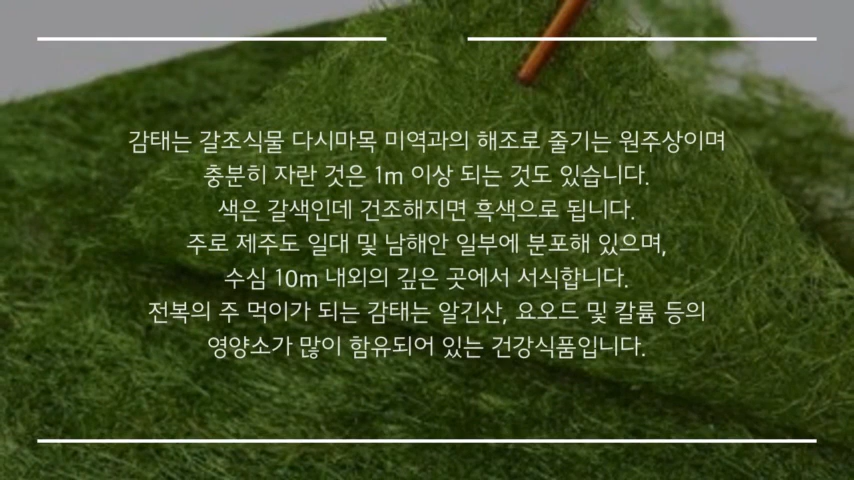 감태는 갈조식물 다시마목 미역과의 해조로 줄기는 원주상이며
충분히 자란 것은 1m 이상 되는 것도 있습니다.
색은 갈색인데 건조해지면 흑색으로 됩니다.
주로 제주도 일대 및 남해안 일부에 분포해 있으며,
수심 10m 내외의 깊은 곳에서 서식합니다.
전복의 주 먹이가 되는 감태는 알긴산, 요오드 및 칼륨 등의
영양소가 많이 함유되어 있는 건강식품입니다.